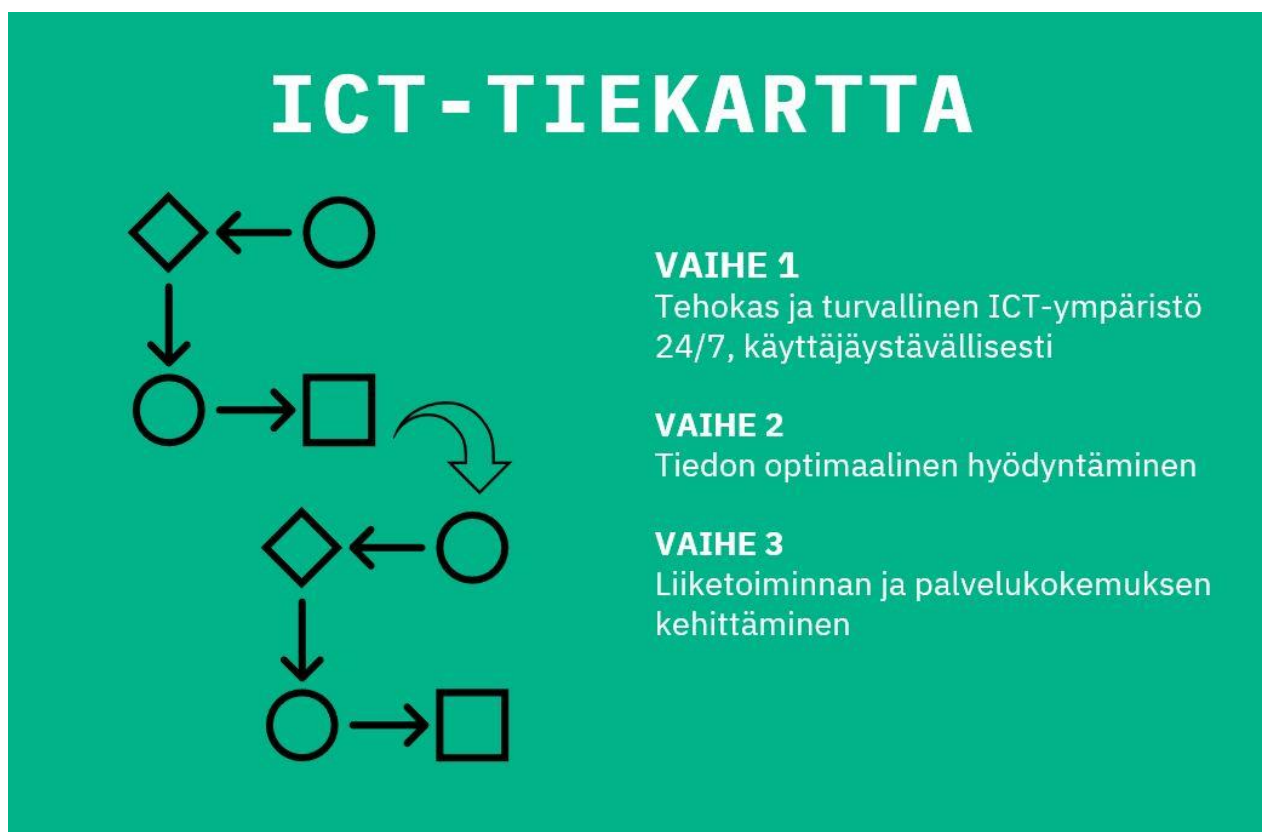 ICT-TIEKARTTA
VAIHE 1
Tehokas ja turvallinen ICT-ympäristö
24/7, käyttäjäystävällisesti
VAIHE 2
Tiedon optimaalinen hyödyntäminen
VAIHE 3
Liiketoiminnan ja palvelukokemuksen
kehittäminen